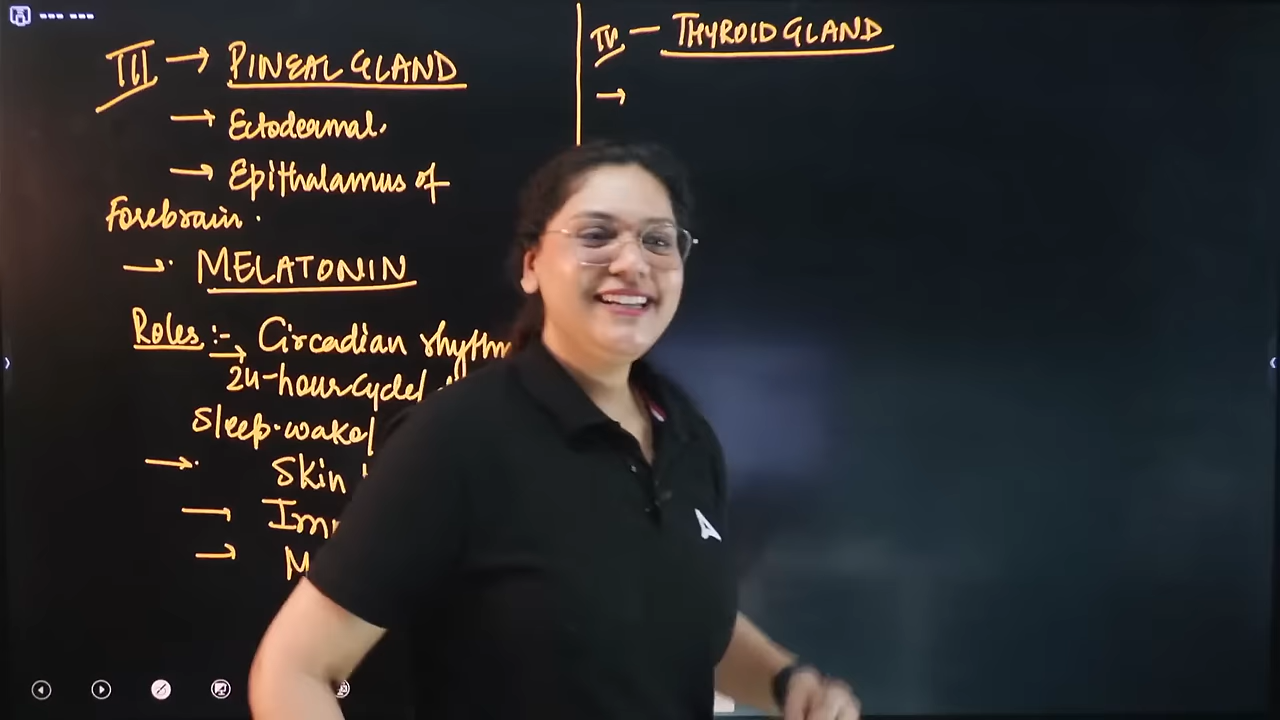 III → PINEAL GLAND
→ Ectodermal.
→ Epithalamus of
Forebrain.
→ MELATONIN
Roles :- Circadian rhythm
→ 24-hour cycle/
Sleep-wake/
→ Skin
→
→
IV - THYROID GLAND
→